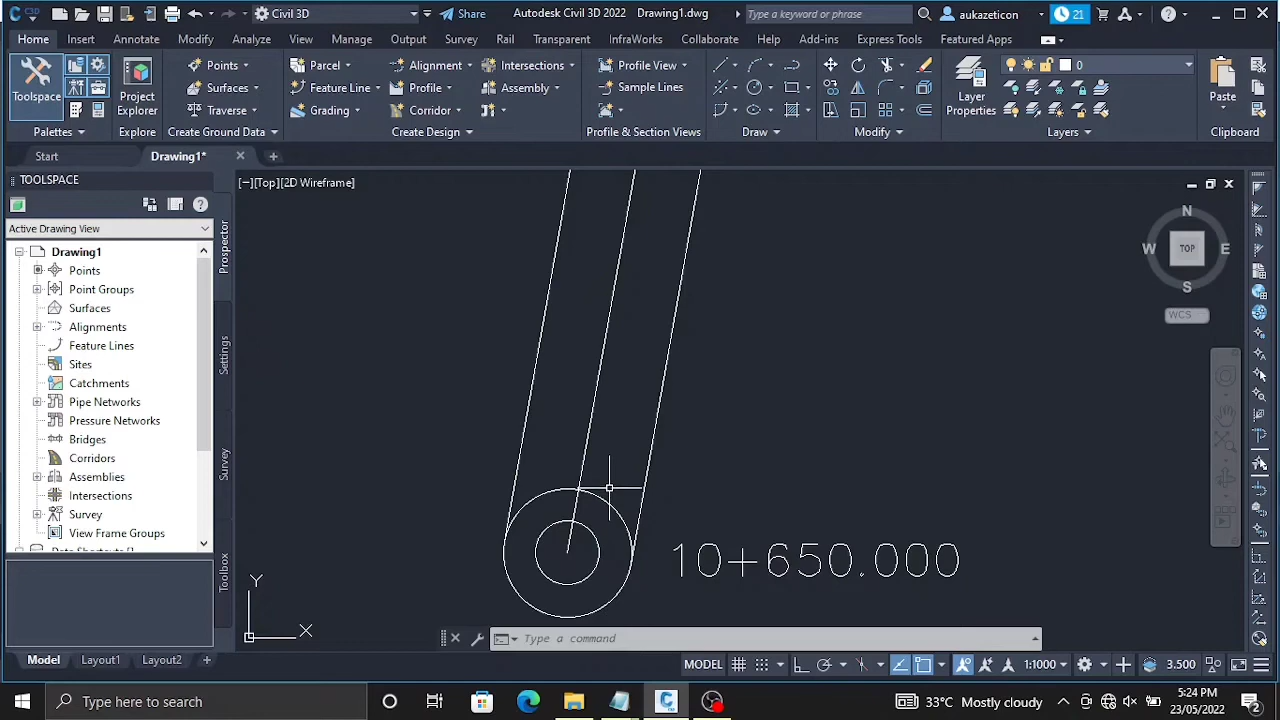 C3D
Civil 3D
Share
Autodesk Civil 3D 2022 Drawing1.dwg
Type a keyword or phrase
aukazeticon
21
Home Insert Annotate Modify Analyze View Manage Output Survey Rail Transparent InfraWorks Collaborate Help Add-ins Express Tools Featured Apps
Toolspace
Project Explorer
Points
Surfaces
Traverse
Parcel
Feature Line
Grading
Alignment
Profile
Corridor
Intersections
Assembly
Profile View
Sample Lines
Layer Properties
0
Paste
Palettes
Explore
Create Ground Data
Create Design
Profile & Section Views
Draw
Modify
Layers
Clipboard
Start
Drawing1*
TOOLSPACE
Active Drawing View
Drawing1
Points
Point Groups
Surfaces
Alignments
Feature Lines
Sites
Catchments
Pipe Networks
Pressure Networks
Bridges
Corridors
Assemblies
Intersections
Survey
View Frame Groups
Data Shortcuts []
Prospector
Settings
Survey
Toolbox
[−][Top][2D Wireframe]
N
W TOP E
S
WCS
10+650.000
Y
X
Type a command
Model Layout1 Layout2
MODEL
1:1000
3.500
Type here to search
33°C Mostly cloudy
5:24 PM
23/05/2022
2